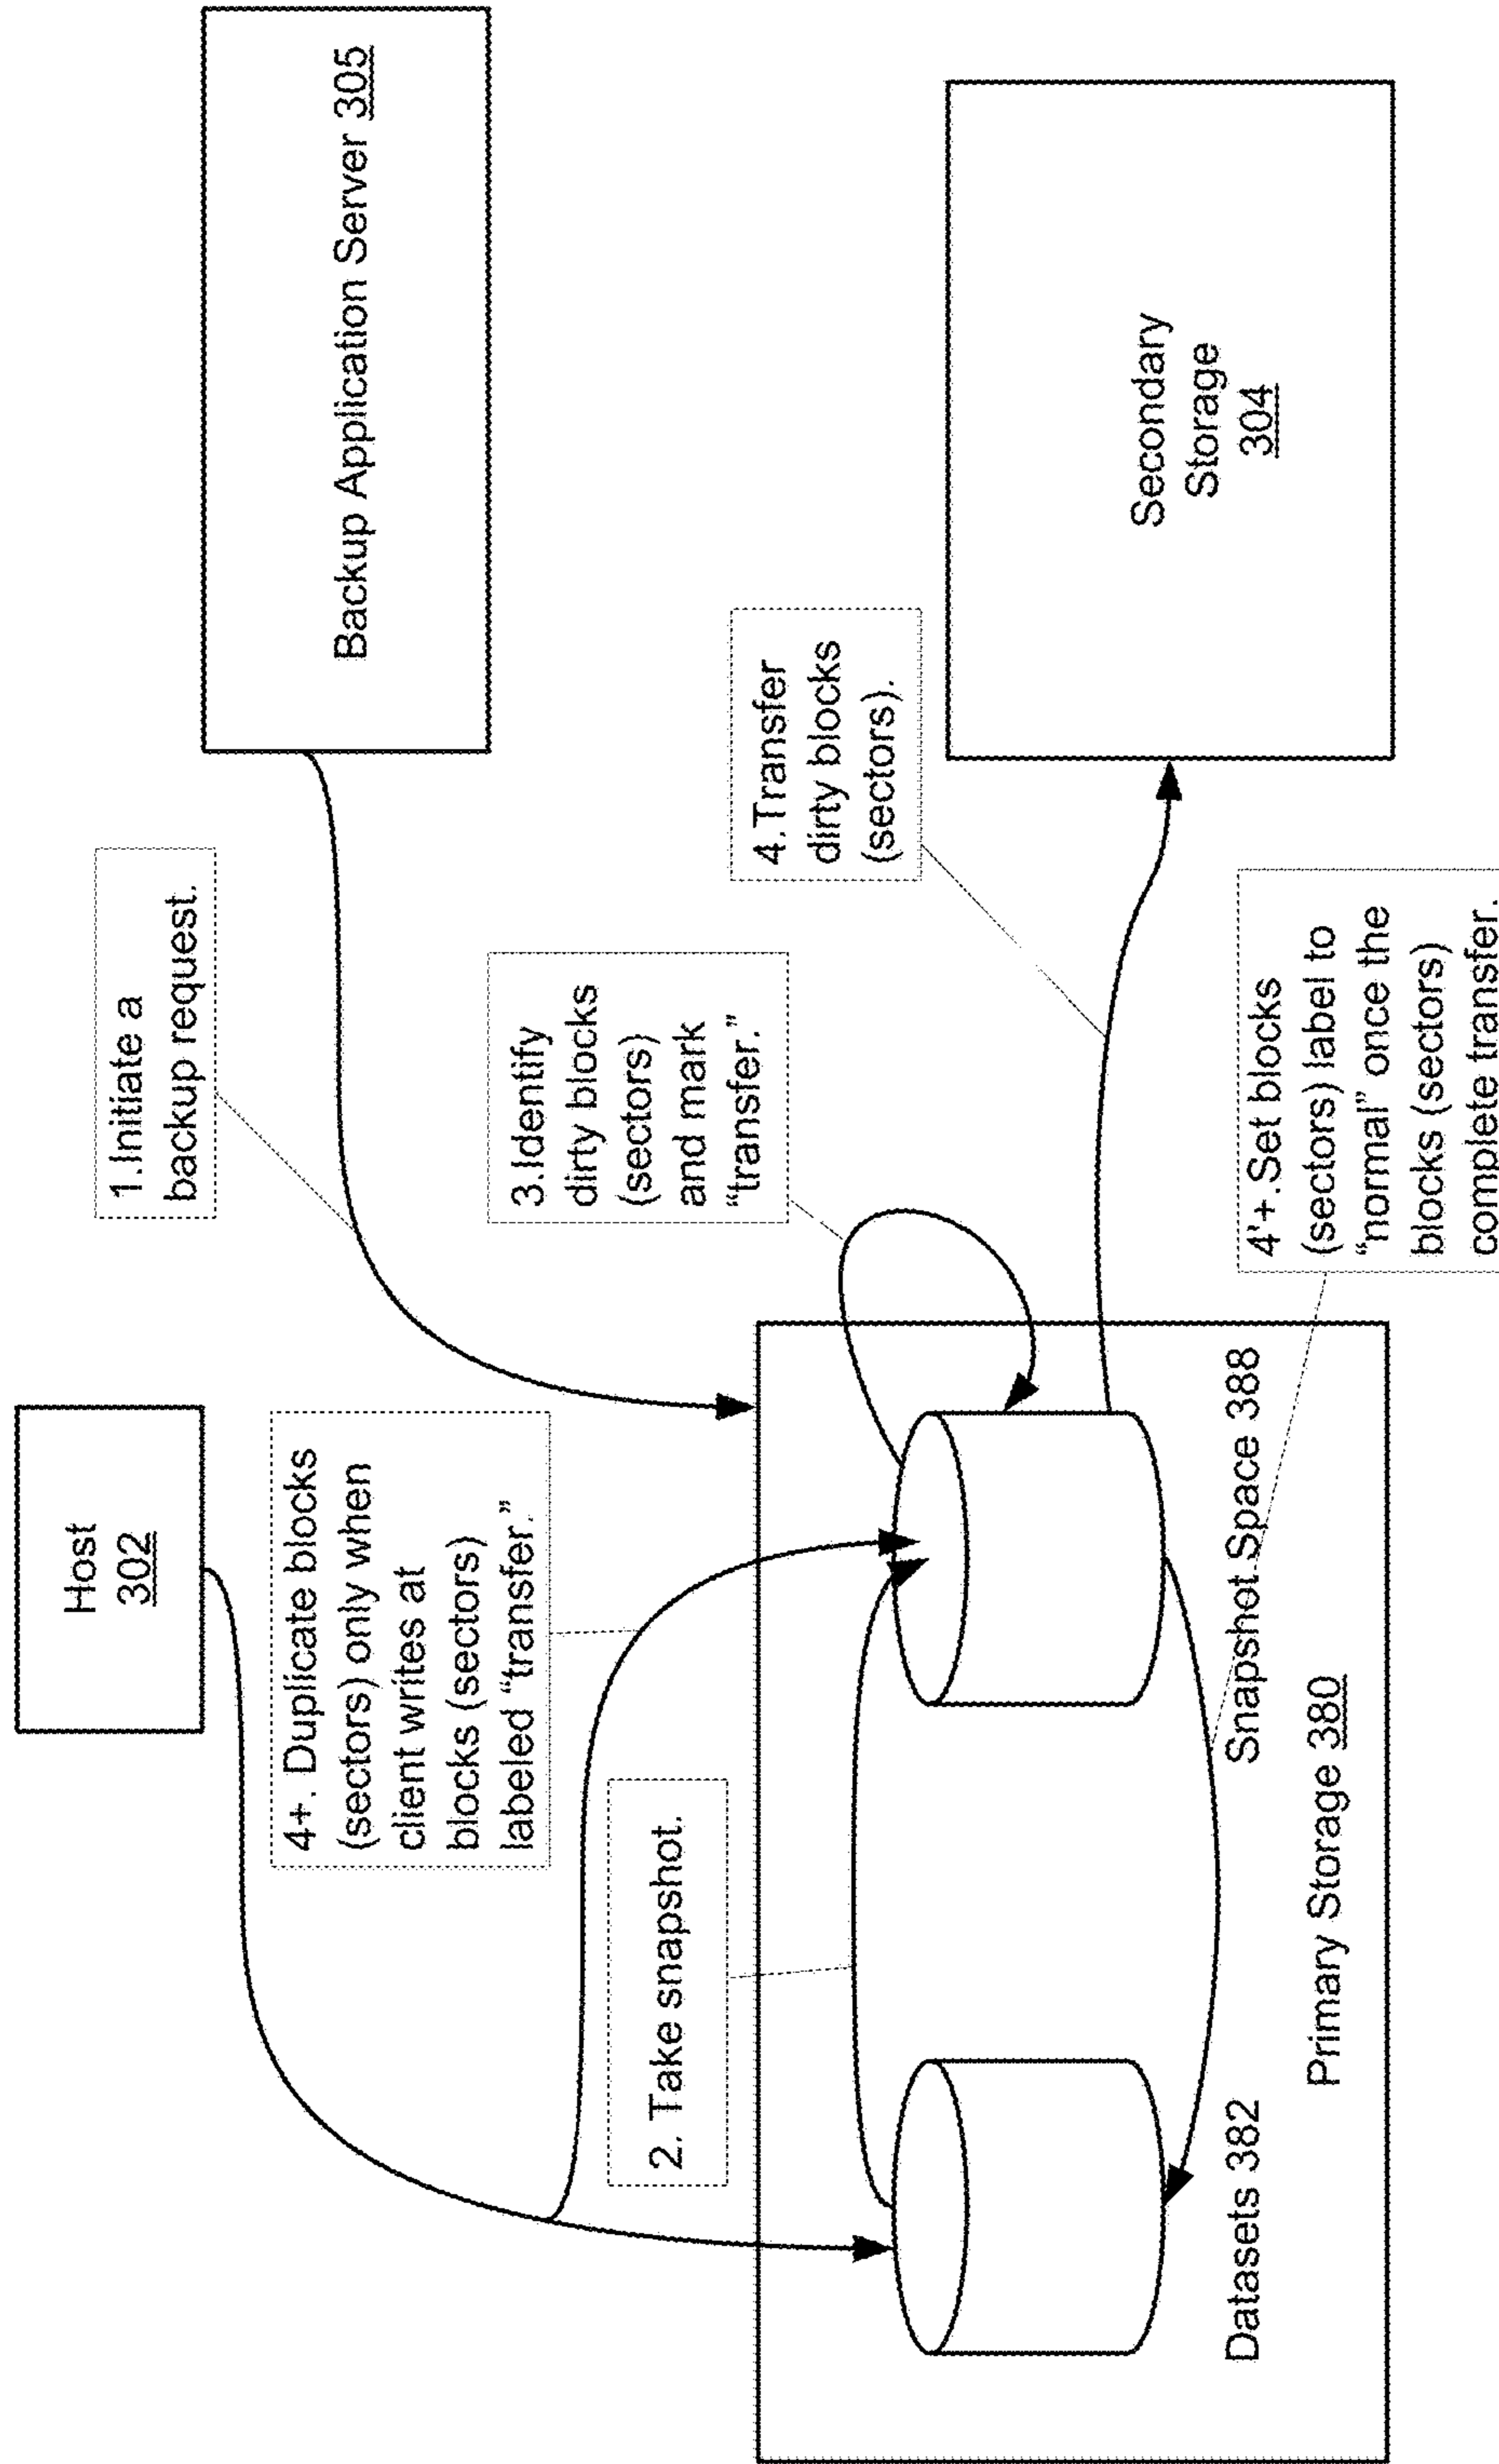 Host
302
Backup Application Server 305
1.Initiate a
backup request.
4+. Duplicate blocks
(sectors) only when
client writes at
blocks (sectors)
labeled “transfer.”
3.Identify
dirty blocks
(sectors)
and mark
“transfer.”
2. Take snapshot.
4.Transfer
dirty blocks
(sectors).
Secondary
Storage
304
Datasets 382
Snapshot Space 388
Primary Storage 380
4'+.Set blocks
(sectors) label to
“normal” once the
blocks (sectors)
complete transfer.